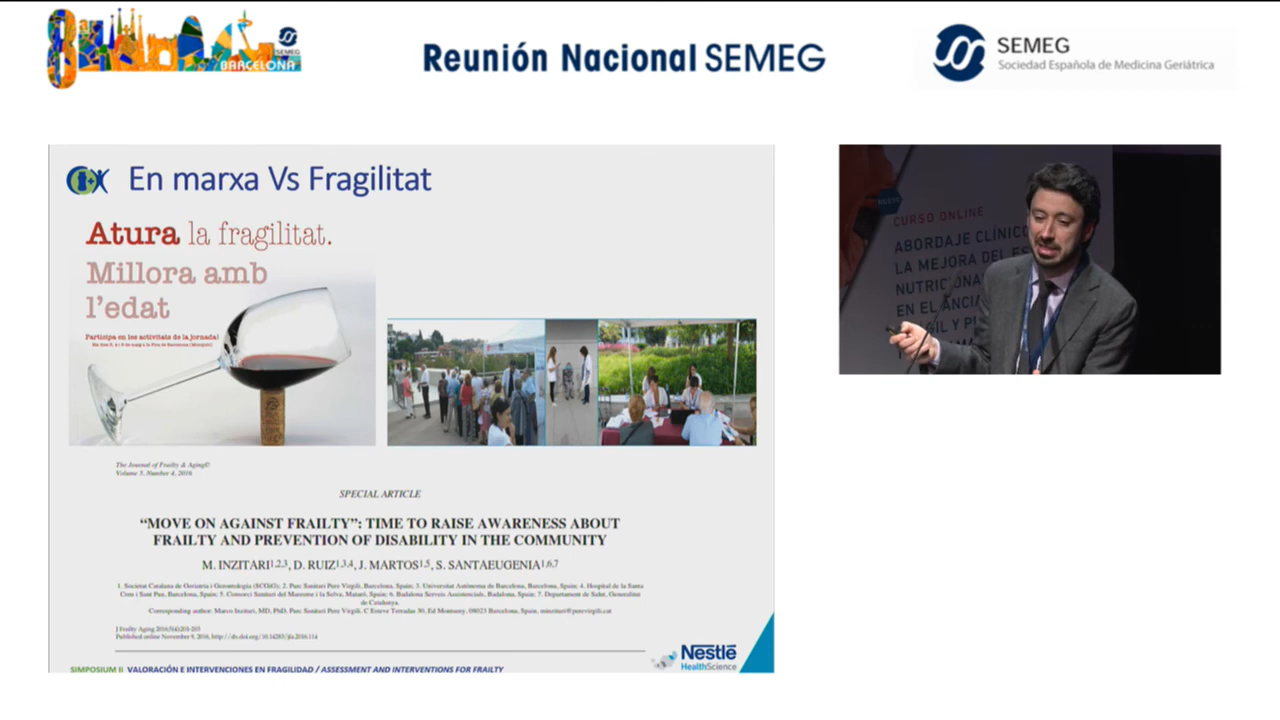 SEMEG
BARCELONA
Reunión Nacional SEMEG
SEMEG
Sociedad Española de Medicina Geriátrica
En marxa Vs Fragilitat
Atura la fragilitat.
Millora amb
l'edat
Participa en les activitats de la jornada!
The Journal of Frailty & Aging©
Volume 5, Number 4, 2016
SPECIAL ARTICLE
“MOVE ON AGAINST FRAILTY”: TIME TO RAISE AWARENESS ABOUT
FRAILTY AND PREVENTION OF DISABILITY IN THE COMMUNITY
M. INZITARI1,2,3, D. RUIZ1,3,4, J. MARTOS1,5, S. SANTAEUGENIA1,6,7
1. Societat Catalana de Geriatria i Gerontologia (SCGiG); 2. Parc Sanitari Pere Virgili, Barcelona, Spain; 3. Universitat Autònoma de Barcelona, Barcelona, Spain; 4. Hospital de la Santa
Creu i Sant Pau, Barcelona, Spain; 5. Consorci Sanitari del Maresme i la Selva, Mataró, Spain; 6. Badalona Serveis Assistencials, Badalona, Spain; 7. Departament de Salut, Generalitat
de Catalunya.
Corresponding author: Marco Inzitari, MD, PhD. Parc Sanitari Pere Virgili, C Esteve Terradas 30, Ed Montseny, 08023 Barcelona, Spain, minzitari@perevirgili.cat
J Frailty Aging 2016;5(4):201-203
Published online November 9, 2016, http://dx.doi.org/10.14283/jfa.2016.114
SIMPOSIUM II VALORACIÓN E INTERVENCIONES EN FRAGILIDAD / ASSESSMENT AND INTERVENTIONS FOR FRAILTY
Nestlé
HealthScience
CURSO ONLINE
ABORDAJE CLÍNICO
LA MEJORA DEL ES
NUTRICIONA
EN EL ANCIA